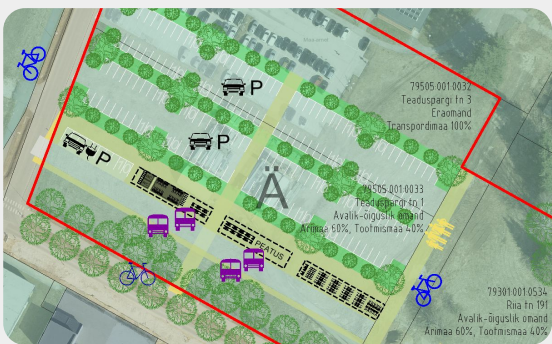 79505:001:0032
Teaduspargi tn 3
Eraomand
Transpordimaa 100%
P
P
P
Ä
79505:001:0033
Teaduspargi tn 1
Avalik-õiguslik omand
Ärimaa 60%, Tootmismaa 40%
PEATUS
79301:001:0534
Riia tn 191
Avalik-õiguslik omand
Ärimaa 60%, Tootmismaa 40%